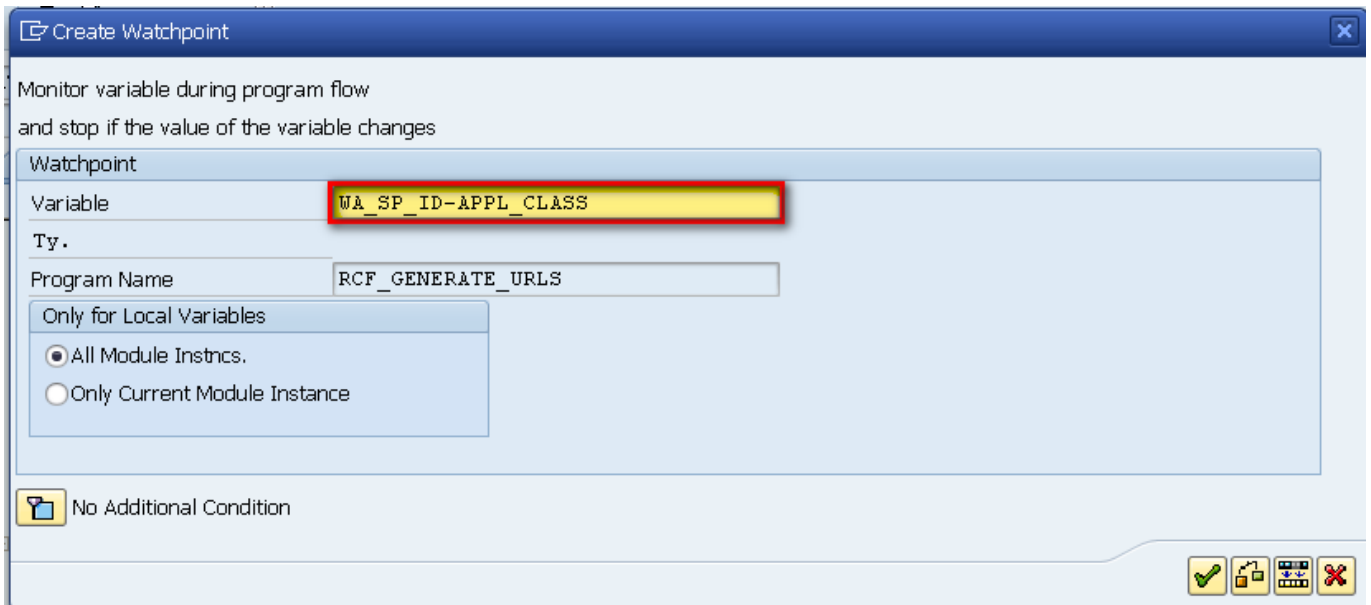 Create Watchpoint
Monitor variable during program flow
and stop if the value of the variable changes
Watchpoint
Variable WA_SP_ID-APPL_CLASS
Ty.
Program Name RCF_GENERATE_URLS
Only for Local Variables
All Module Instncs.
Only Current Module Instance
No Additional Condition